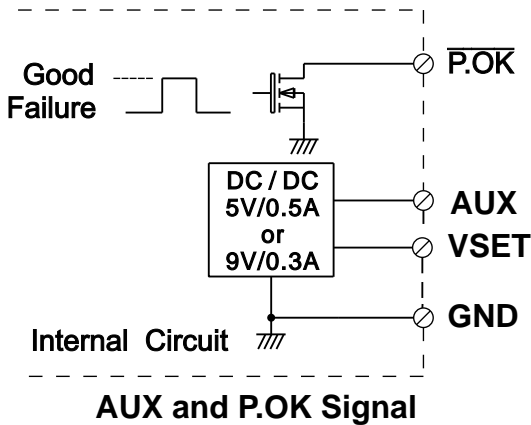 Good
Failure
P.OK
DC / DC
5V/0.5A
or
9V/0.3A
AUX
VSET
GND
Internal Circuit
AUX and P.OK Signal